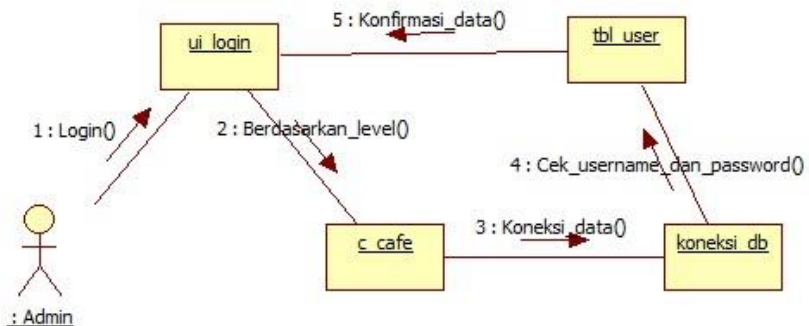 5 : Konfirmasi_data()
ui_login
tbl_user
1 : Login()
2 : Berdasarkan_level()
4 : Cek_username_dan_password()
c_cafe
3 : Koneksi_data()
koneksi_db
: Admin